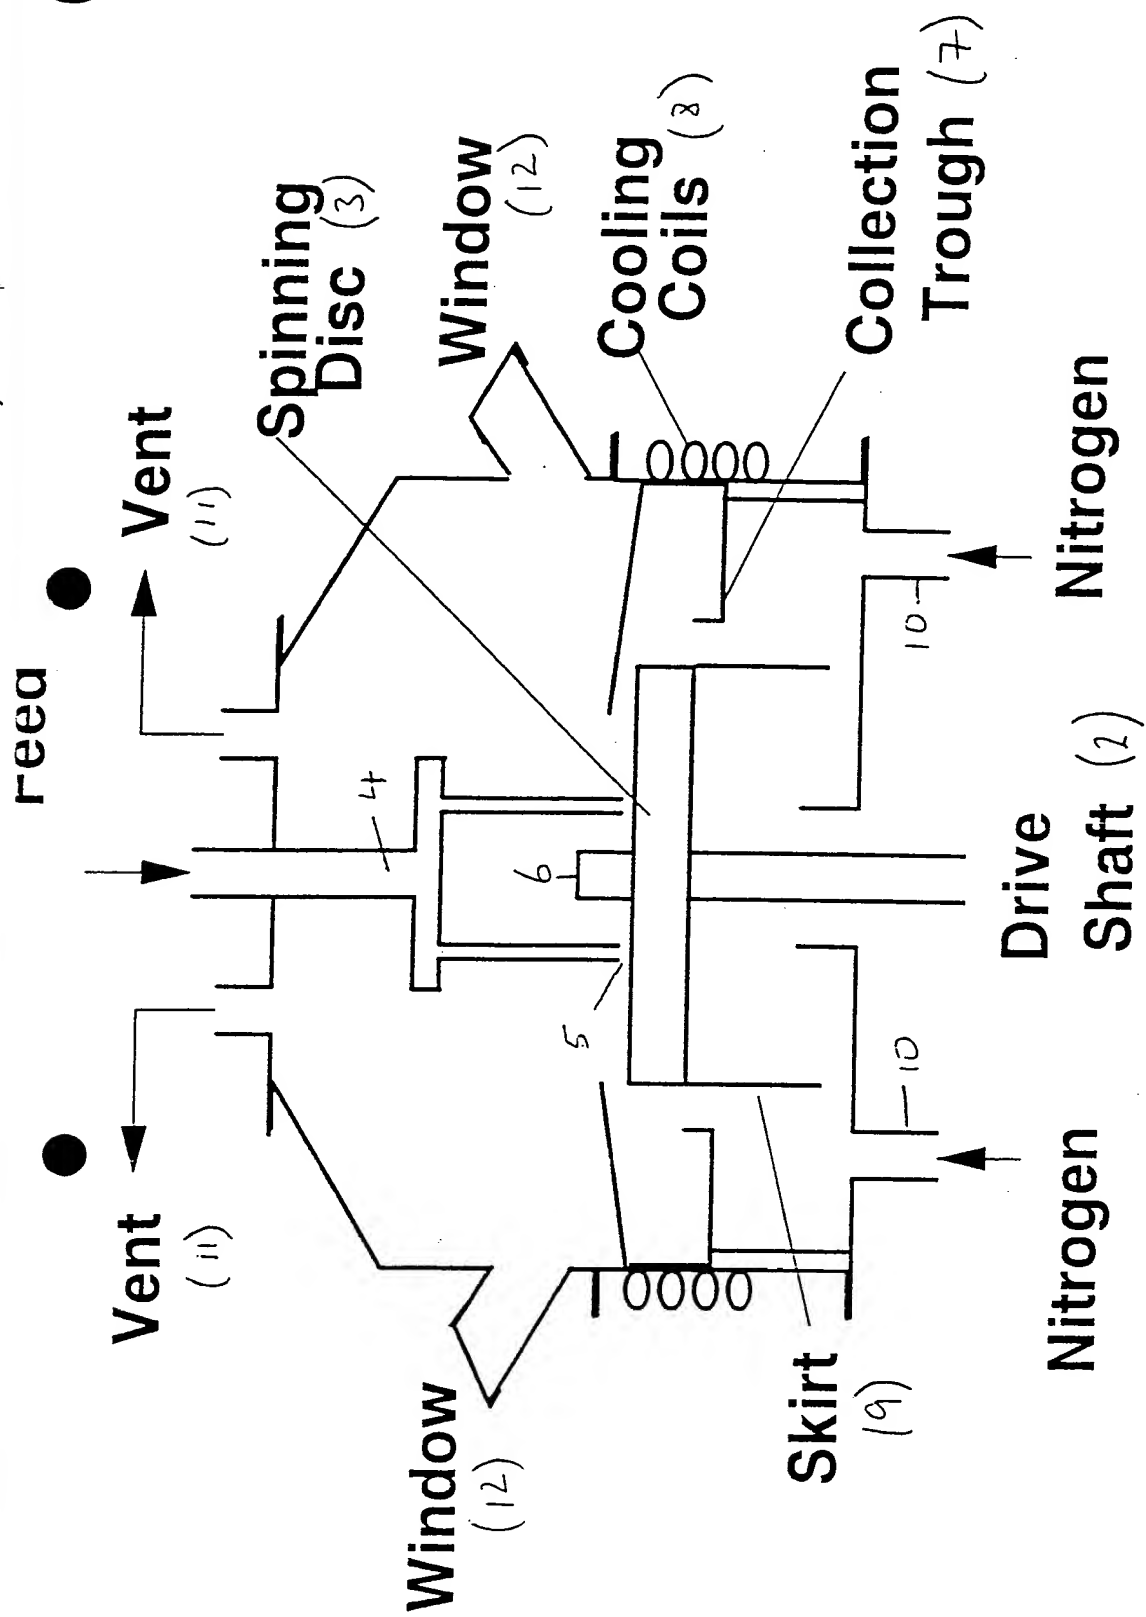 Feed
Vent
(11)
Vent
(11)
Spinning
Disc (3)
4
Window
(12)
Window
(12)
6
5
Cooling
Coils (8)
Skirt
(9)
Collection
Trough (7)
10
10
Drive
Shaft (2)
Nitrogen
Nitrogen